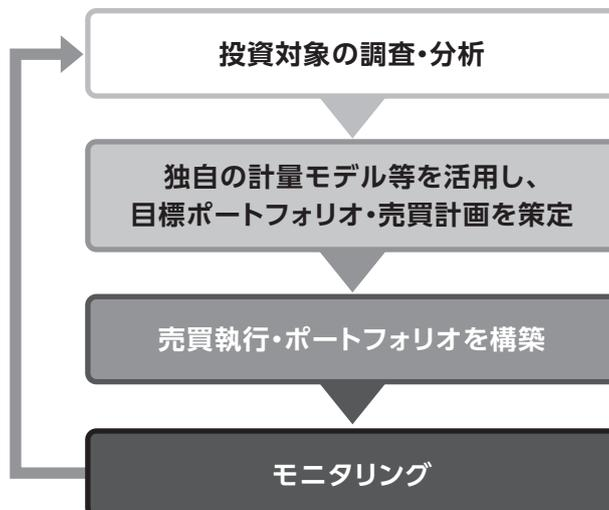 投資対象の調査・分析
独自の計量モデル等を活用し、
目標ポートフォリオ・売買計画を策定
売買執行・ポートフォリオを構築
モニタリング